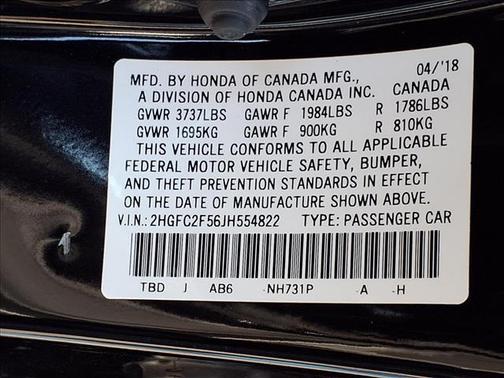 MFD. BY HONDA OF CANADA MFG., 04/'18
A DIVISION OF HONDA CANADA INC. CANADA
GVWR 3737LBS GAWR F 1984LBS R 1786LBS
GVWR 1695KG GAWR F 900KG R 810KG
THIS VEHICLE CONFORMS TO ALL APPLICABLE
FEDERAL MOTOR VEHICLE SAFETY, BUMPER,
AND THEFT PREVENTION STANDARDS IN EFFECT
ON THE DATE OF MANUFACTURE SHOWN ABOVE.
V.I.N.: 2HGFC2F56JH554822 TYPE: PASSENGER CAR
TBD J AB6 -NH731P -A -H